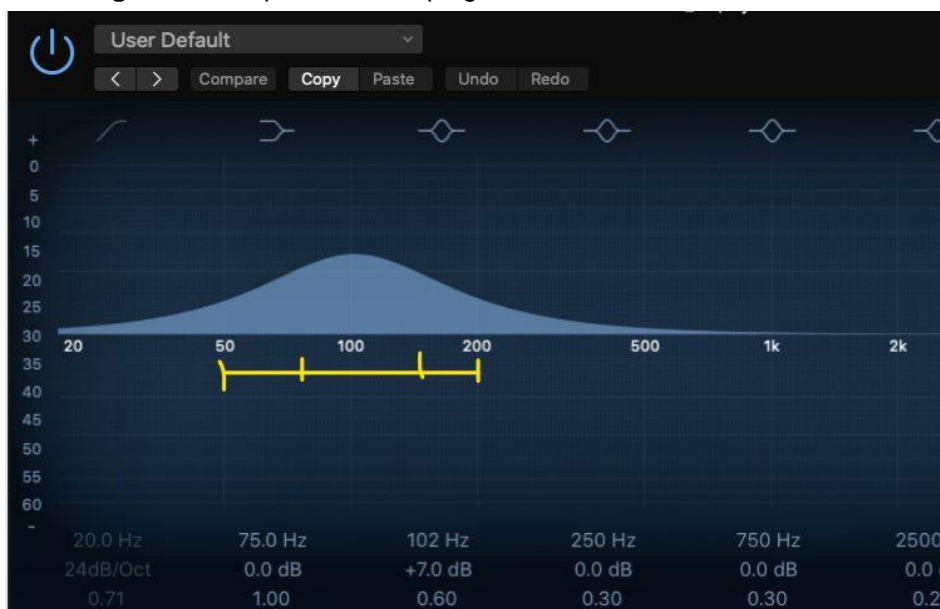 User Default
< > Compare Copy Paste Undo Redo
+
0
5
10
15
20
25
30
20 50 100 200 500 1k 2k
35
40
45
50
55
60
-
20.0 Hz 75.0 Hz 102 Hz 250 Hz 750 Hz 2500
24dB/Oct 0.0 dB +7.0 dB 0.0 dB 0.0 dB 0.0
0.71 1.00 0.60 0.30 0.30 0.2